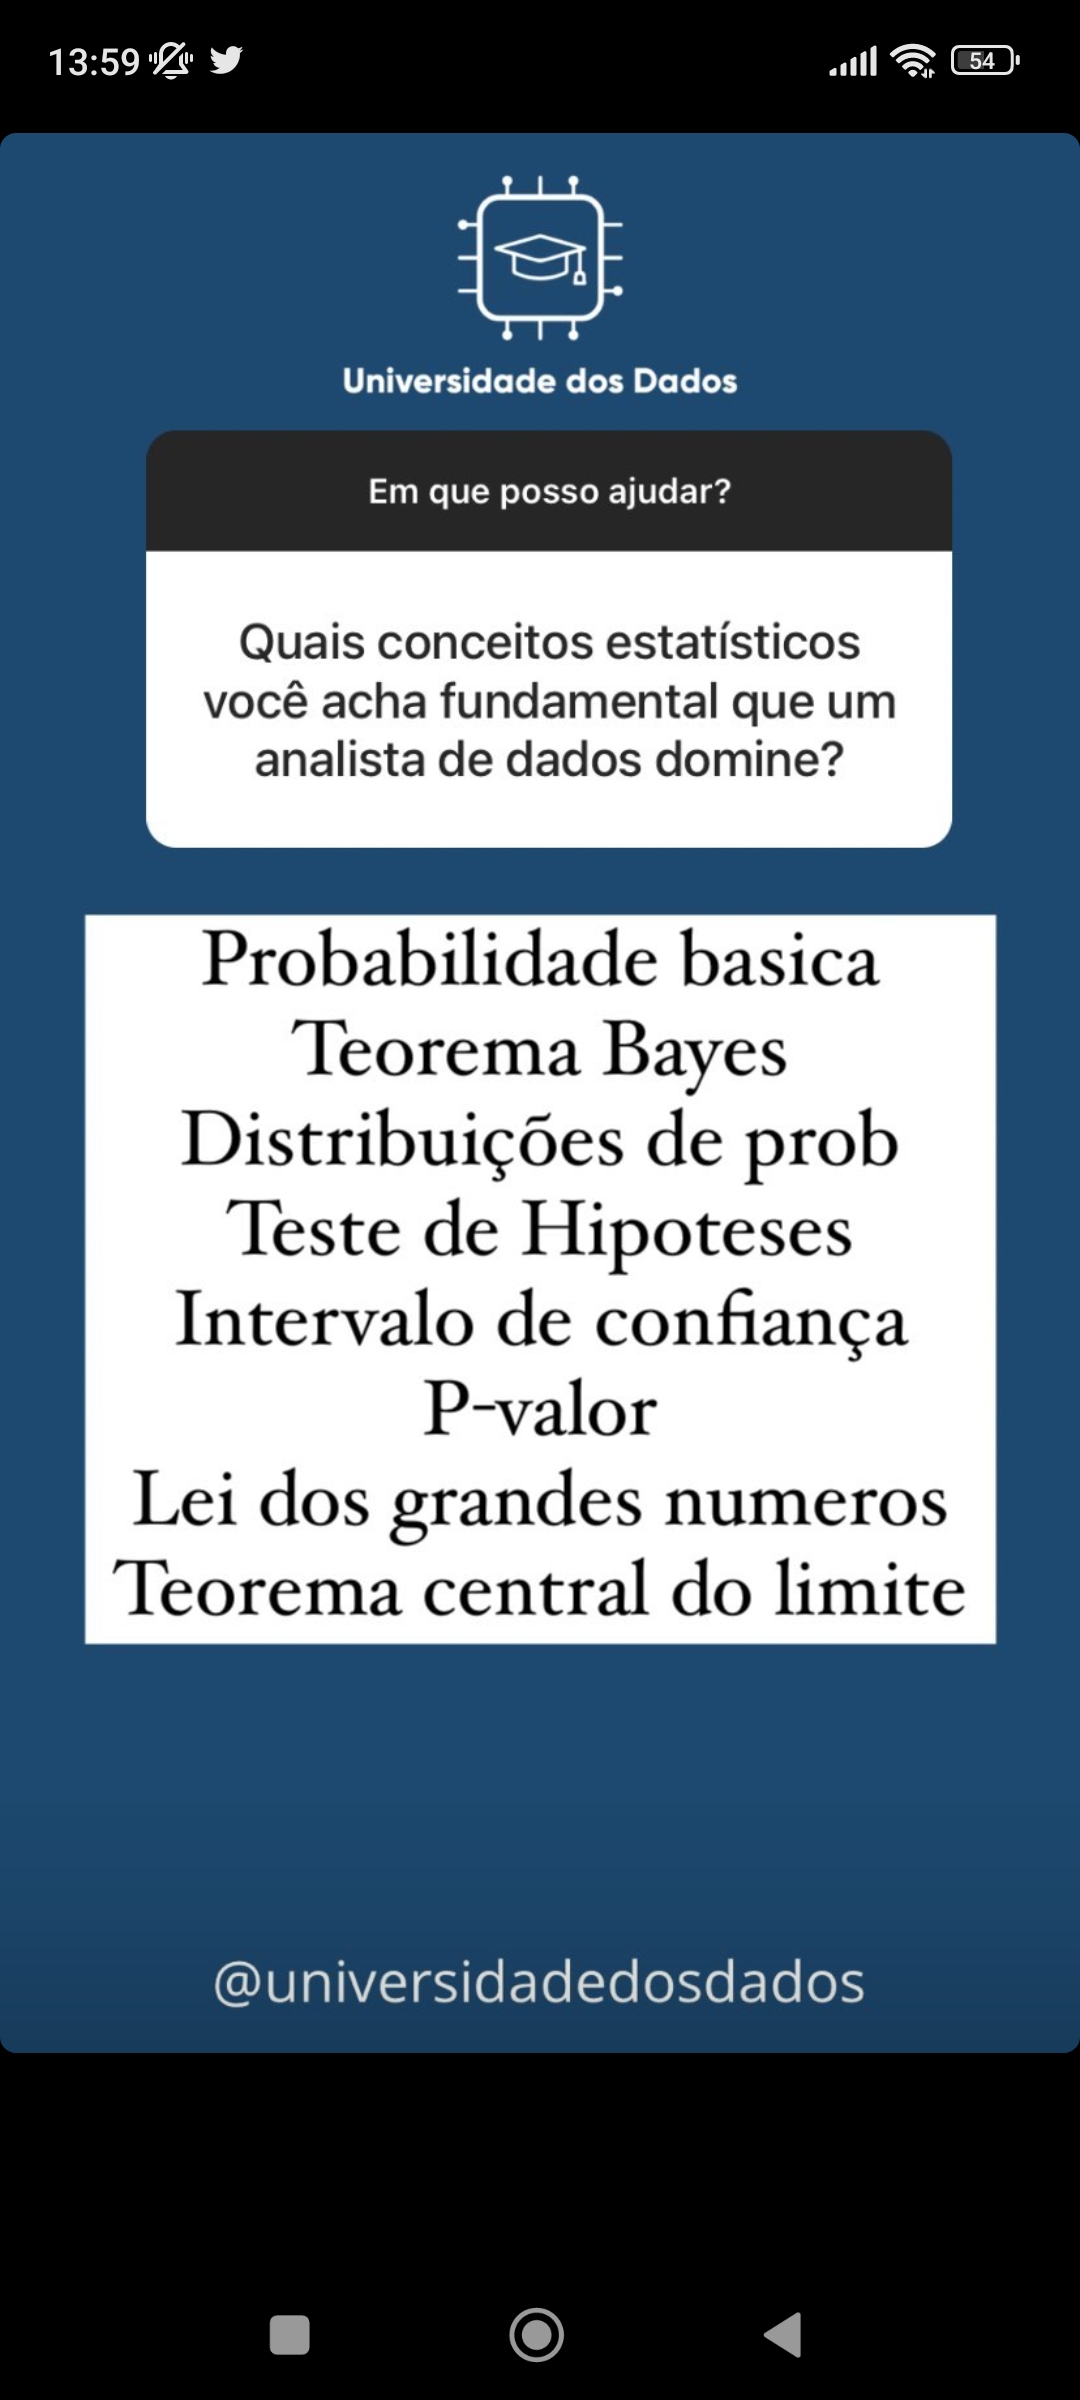 13:59
54
Universidade dos Dados
Em que posso ajudar?
Quais conceitos estatísticos
você acha fundamental que um
analista de dados domine?
Probabilidade basica
Teorema Bayes
Distribuições de prob
Teste de Hipoteses
Intervalo de confiança
P-valor
Lei dos grandes numeros
Teorema central do limite
@universidadedosdados